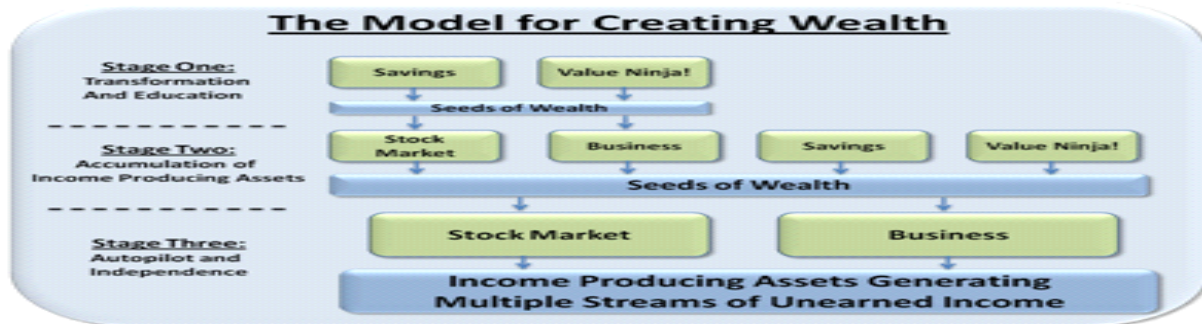 The Model for Creating Wealth
Stage One:
Transformation
And Education
Savings
Value Ninja!
Seeds of Wealth
Stage Two:
Accumulation of
Income Producing Assets
Stock
Market
Business
Savings
Value Ninja!
Seeds of Wealth
Stage Three:
Autopilot and
Independence
Stock Market
Business
Income Producing Assets Generating
Multiple Streams of Unearned Income